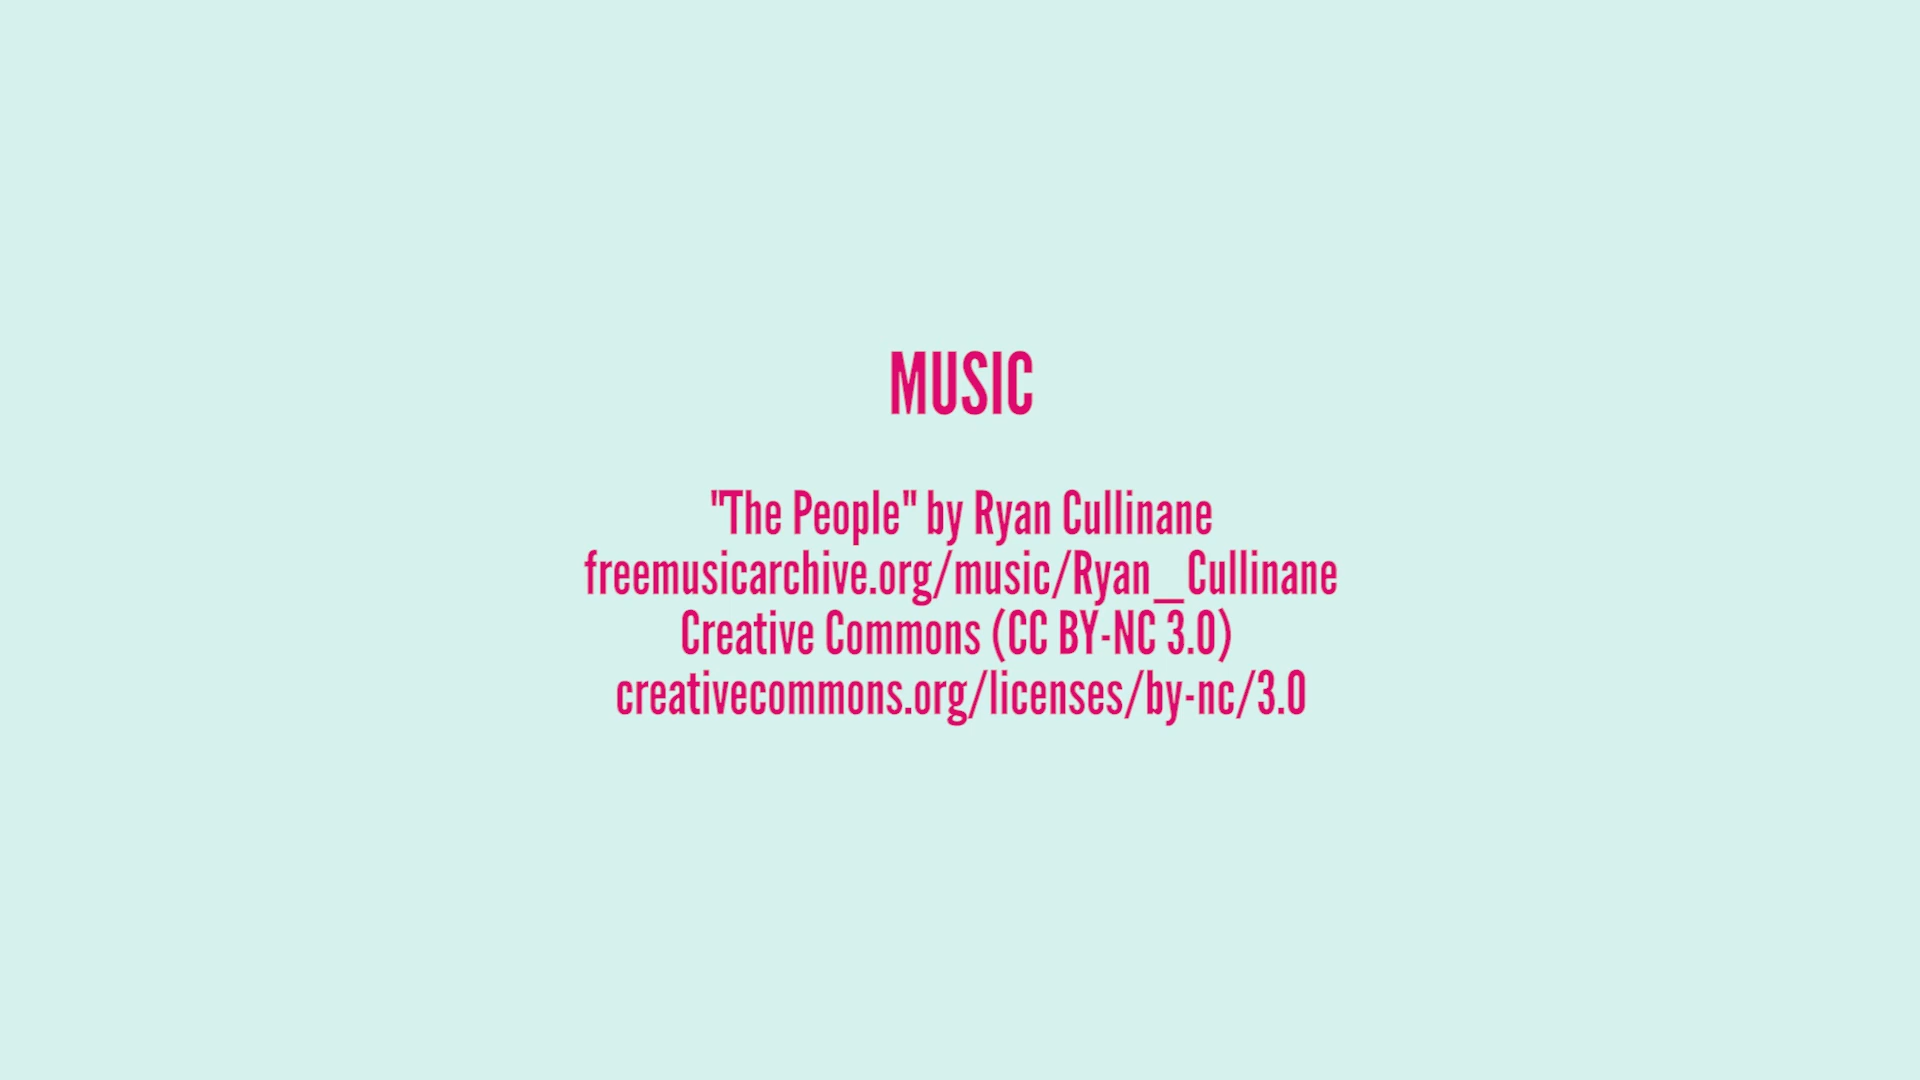 MUSIC
"The People" by Ryan Cullinane
freemusicarchive.org/music/Ryan_Cullinane
Creative Commons (CC BY-NC 3.0)
creativecommons.org/licenses/by-nc/3.0